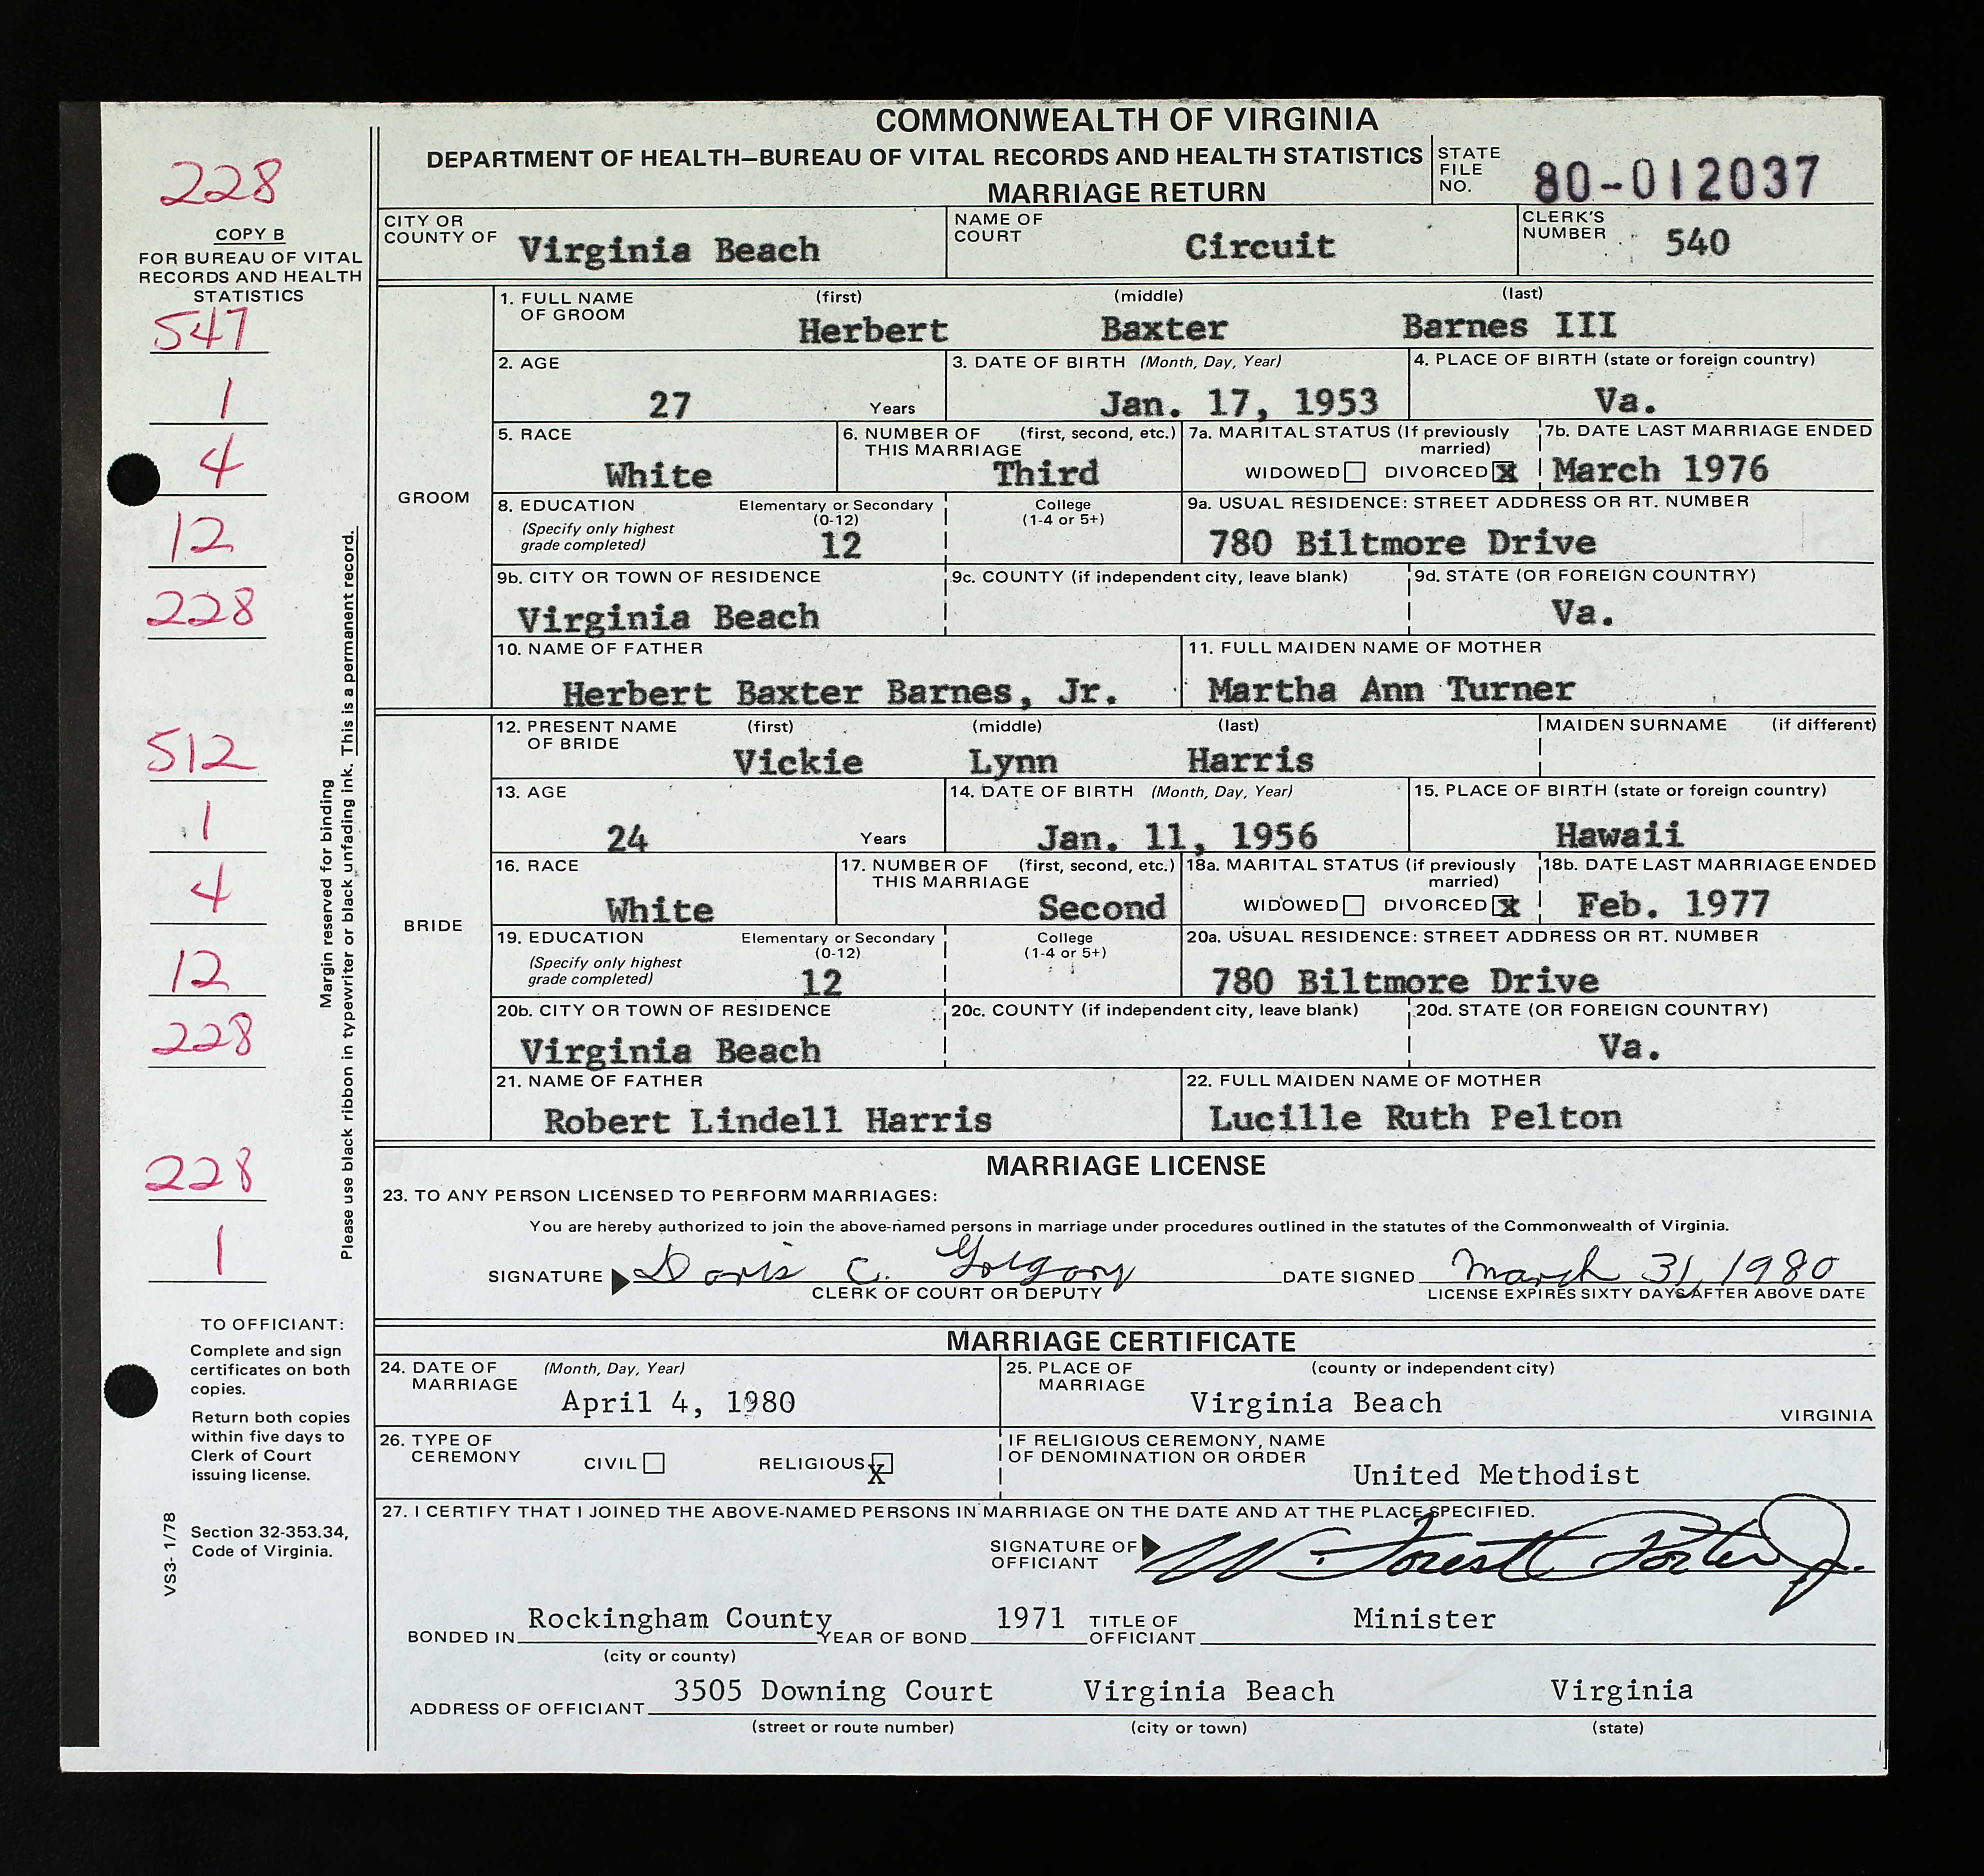 COMMONWEALTH OF VIRGINIA
DEPARTMENT OF HEALTH—BUREAU OF VITAL RECORDS AND HEALTH STATISTICS
MARRIAGE RETURN
STATE FILE NO. 80-012037
228
COPY B
FOR BUREAU OF VITAL
RECORDS AND HEALTH
STATISTICS
547
1
4
12
228
512
1
4
12
228
228
1
Margin reserved for binding
Please use black ribbon in typewriter or black unfading ink. This is a permanent record.
TO OFFICIANT:
Complete and sign
certificates on both
copies.
Return both copies
within five days to
Clerk of Court
issuing license.
Section 32-353.34,
Code of Virginia.
VS3- 1/78
CITY OR COUNTY OF Virginia Beach
NAME OF COURT Circuit
CLERK'S NUMBER 540
GROOM
1. FULL NAME OF GROOM (first) (middle) (last)
Herbert Baxter Barnes III
2. AGE
27 Years
3. DATE OF BIRTH (Month, Day, Year)
Jan. 17, 1953
4. PLACE OF BIRTH (state or foreign country)
Va.
5. RACE
White
6. NUMBER OF THIS MARRIAGE (first, second, etc.)
Third
7a. MARITAL STATUS (If previously married)
WIDOWED DIVORCED X
7b. DATE LAST MARRIAGE ENDED
March 1976
8. EDUCATION (Specify only highest grade completed)
Elementary or Secondary (0-12)
12
College (1-4 or 5+)
9a. USUAL RESIDENCE: STREET ADDRESS OR RT. NUMBER
780 Biltmore Drive
9b. CITY OR TOWN OF RESIDENCE
Virginia Beach
9c. COUNTY (if independent city, leave blank)
9d. STATE (OR FOREIGN COUNTRY)
Va.
10. NAME OF FATHER
Herbert Baxter Barnes, Jr.
11. FULL MAIDEN NAME OF MOTHER
Martha Ann Turner
BRIDE
12. PRESENT NAME OF BRIDE (first) (middle) (last)
Vickie Lynn Harris
MAIDEN SURNAME (if different)
13. AGE
24 Years
14. DATE OF BIRTH (Month, Day, Year)
Jan. 11, 1956
15. PLACE OF BIRTH (state or foreign country)
Hawaii
16. RACE
White
17. NUMBER OF THIS MARRIAGE (first, second, etc.)
Second
18a. MARITAL STATUS (if previously married)
WIDOWED DIVORCED X
18b. DATE LAST MARRIAGE ENDED
Feb. 1977
19. EDUCATION (Specify only highest grade completed)
Elementary or Secondary (0-12)
12
College (1-4 or 5+)
20a. USUAL RESIDENCE: STREET ADDRESS OR RT. NUMBER
780 Biltmore Drive
20b. CITY OR TOWN OF RESIDENCE
Virginia Beach
20c. COUNTY (if independent city, leave blank)
20d. STATE (OR FOREIGN COUNTRY)
Va.
21. NAME OF FATHER
Robert Lindell Harris
22. FULL MAIDEN NAME OF MOTHER
Lucille Ruth Pelton
MARRIAGE LICENSE
23. TO ANY PERSON LICENSED TO PERFORM MARRIAGES:
You are hereby authorized to join the above-named persons in marriage under procedures outlined in the statutes of the Commonwealth of Virginia.
SIGNATURE Doris C. DATE SIGNED March 31, 1980
CLERK OF COURT OR DEPUTY LICENSE EXPIRES SIXTY DAYS AFTER ABOVE DATE
MARRIAGE CERTIFICATE
24. DATE OF MARRIAGE (Month, Day, Year)
April 4, 1980
25. PLACE OF MARRIAGE (county or independent city)
Virginia Beach VIRGINIA
26. TYPE OF CEREMONY CIVIL RELIGIOUS X
IF RELIGIOUS CEREMONY, NAME OF DENOMINATION OR ORDER
United Methodist
27. I CERTIFY THAT I JOINED THE ABOVE-NAMED PERSONS IN MARRIAGE ON THE DATE AND AT THE PLACE SPECIFIED.
SIGNATURE OF OFFICIANT W. Forest Porter Jr.
BONDED IN Rockingham County YEAR OF BOND 1971 TITLE OF OFFICIANT Minister
(city or county)
ADDRESS OF OFFICIANT 3505 Downing Court Virginia Beach Virginia
(street or route number) (city or town) (state)